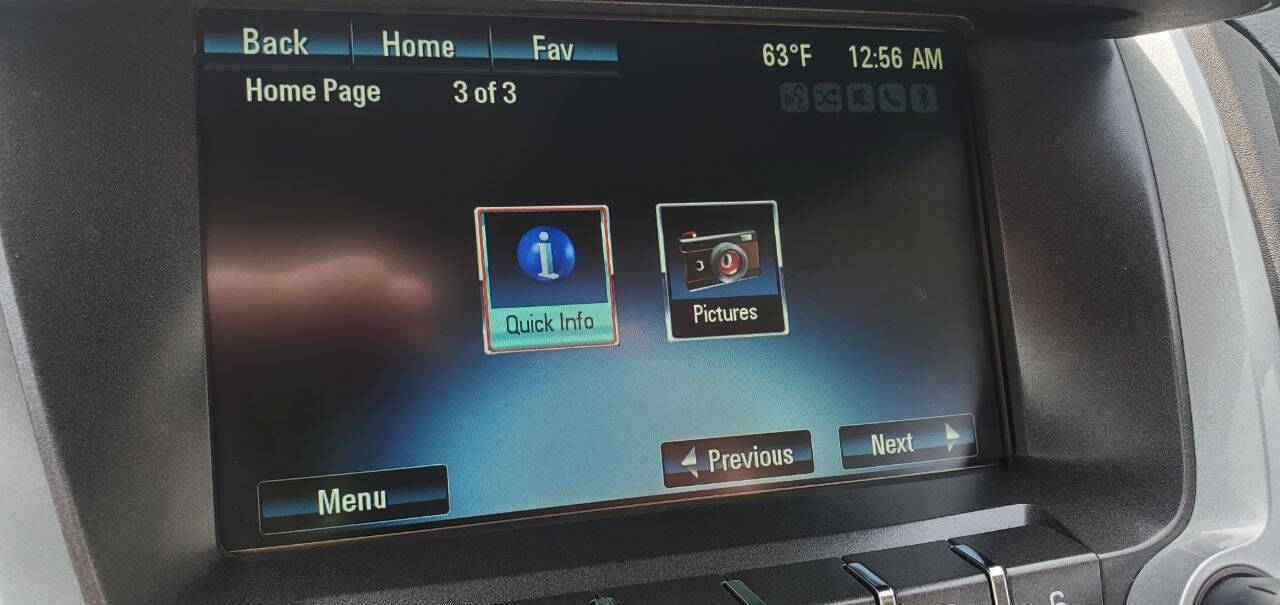 Back Home Fav 63°F 12:56 AM
Home Page 3 of 3
Quick Info Pictures
Previous Next
Menu